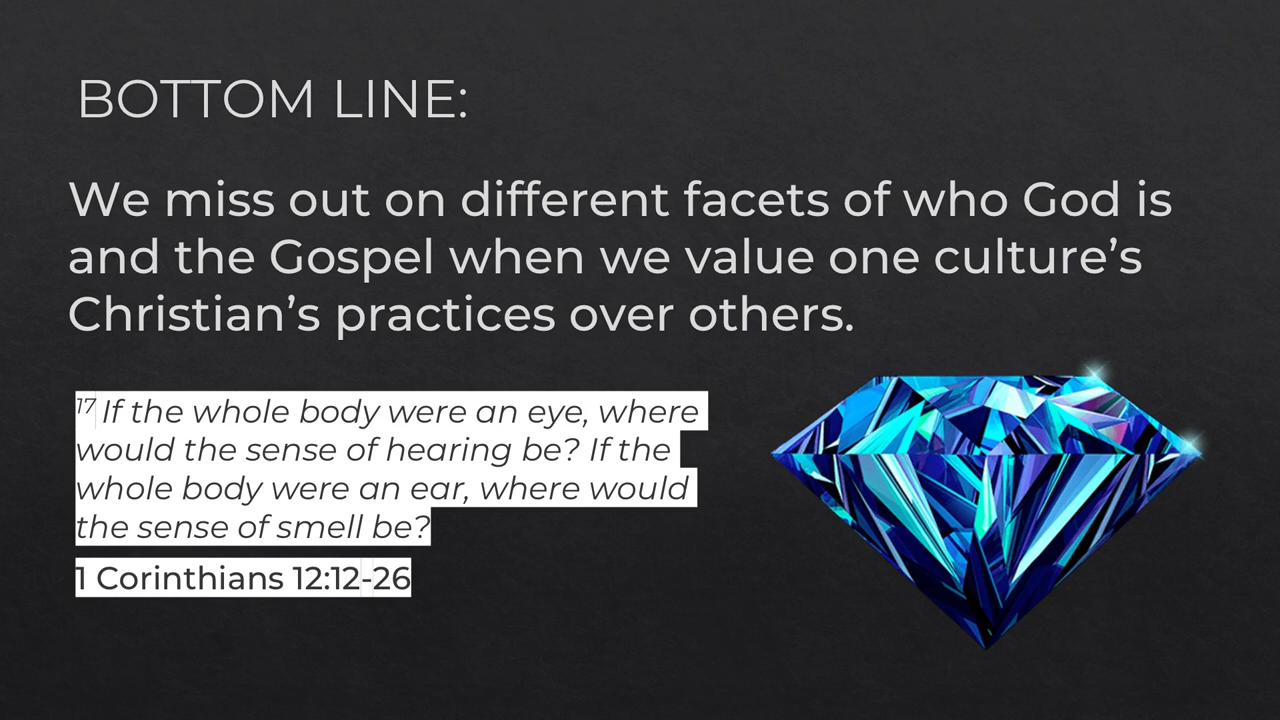 BOTTOM LINE:
We miss out on different facets of who God is
and the Gospel when we value one culture’s
Christian’s practices over others.
17 If the whole body were an eye, where
would the sense of hearing be? If the
whole body were an ear, where would
the sense of smell be?
1 Corinthians 12:12-26